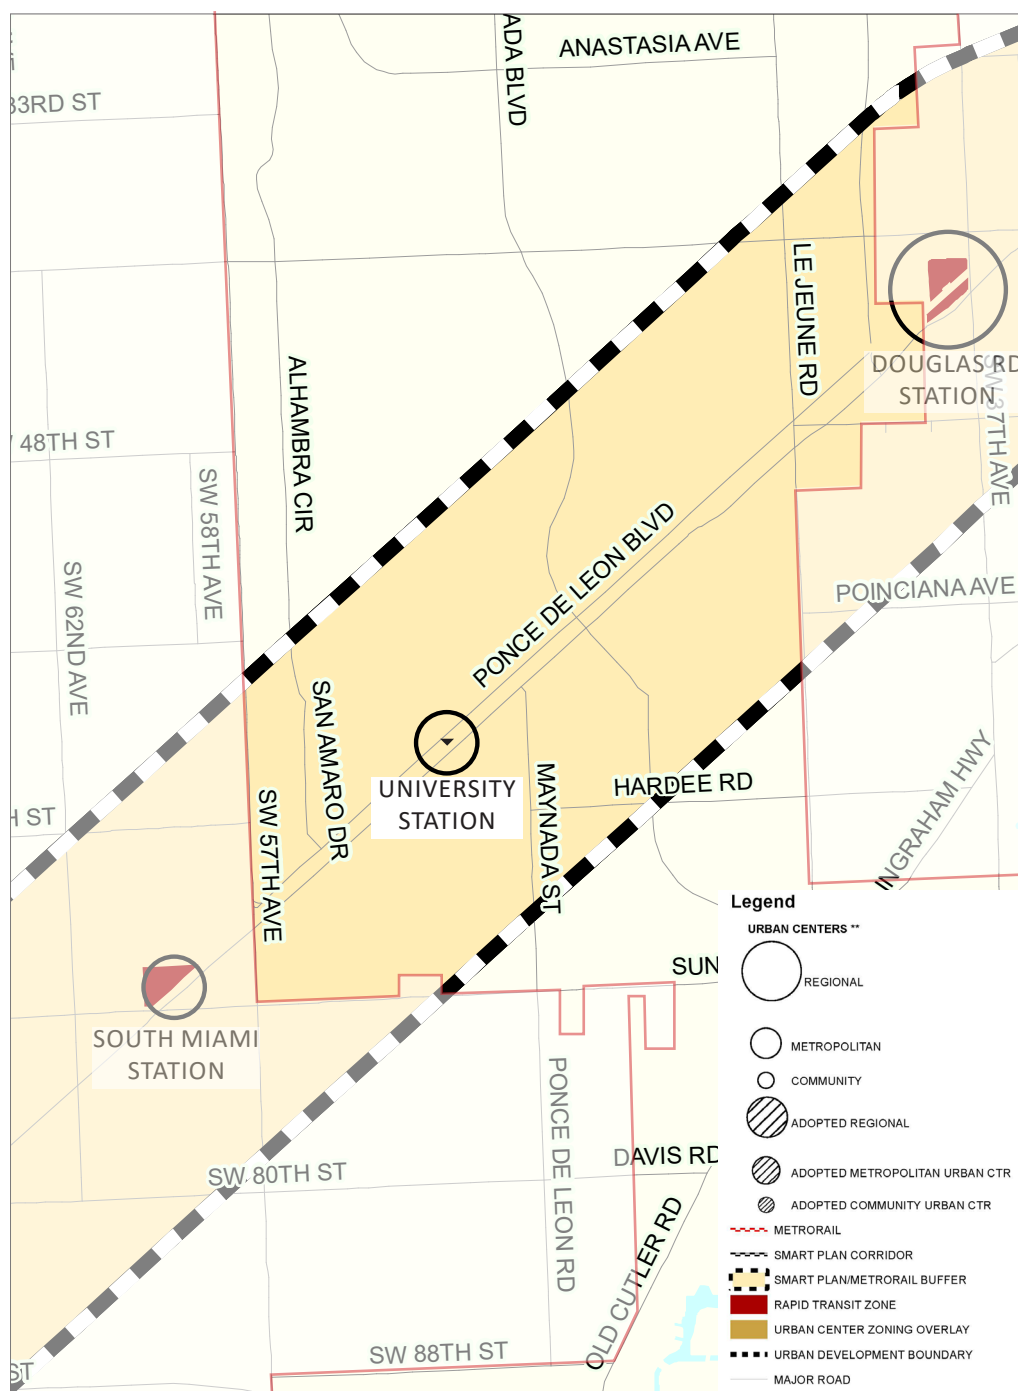 ADA BLVD
ANASTASIA AVE
33RD ST
LE JEUNE RD
DOUGLAS RD
STATION
SW 37TH AVE
ALHAMBRA CIR
48TH ST
SW 58TH AVE
SW 62ND AVE
PONCE DE LEON BLVD
POINCIANA AVE
SAN AMARO DR
UNIVERSITY
STATION
MAYNADA ST
HARDEE RD
INGRAHAM HWY
H ST
SW 57TH AVE
SOUTH MIAMI
STATION
SUN
PONCE DE LEON RD
DAVIS RD
SW 80TH ST
OLD CUTLER RD
SW 88TH ST
ST
Legend
URBAN CENTERS **
REGIONAL
METROPOLITAN
COMMUNITY
ADOPTED REGIONAL
ADOPTED METROPOLITAN URBAN CTR
ADOPTED COMMUNITY URBAN CTR
METRORAIL
SMART PLAN CORRIDOR
SMART PLAN/METRORAIL BUFFER
RAPID TRANSIT ZONE
URBAN CENTER ZONING OVERLAY
URBAN DEVELOPMENT BOUNDARY
MAJOR ROAD